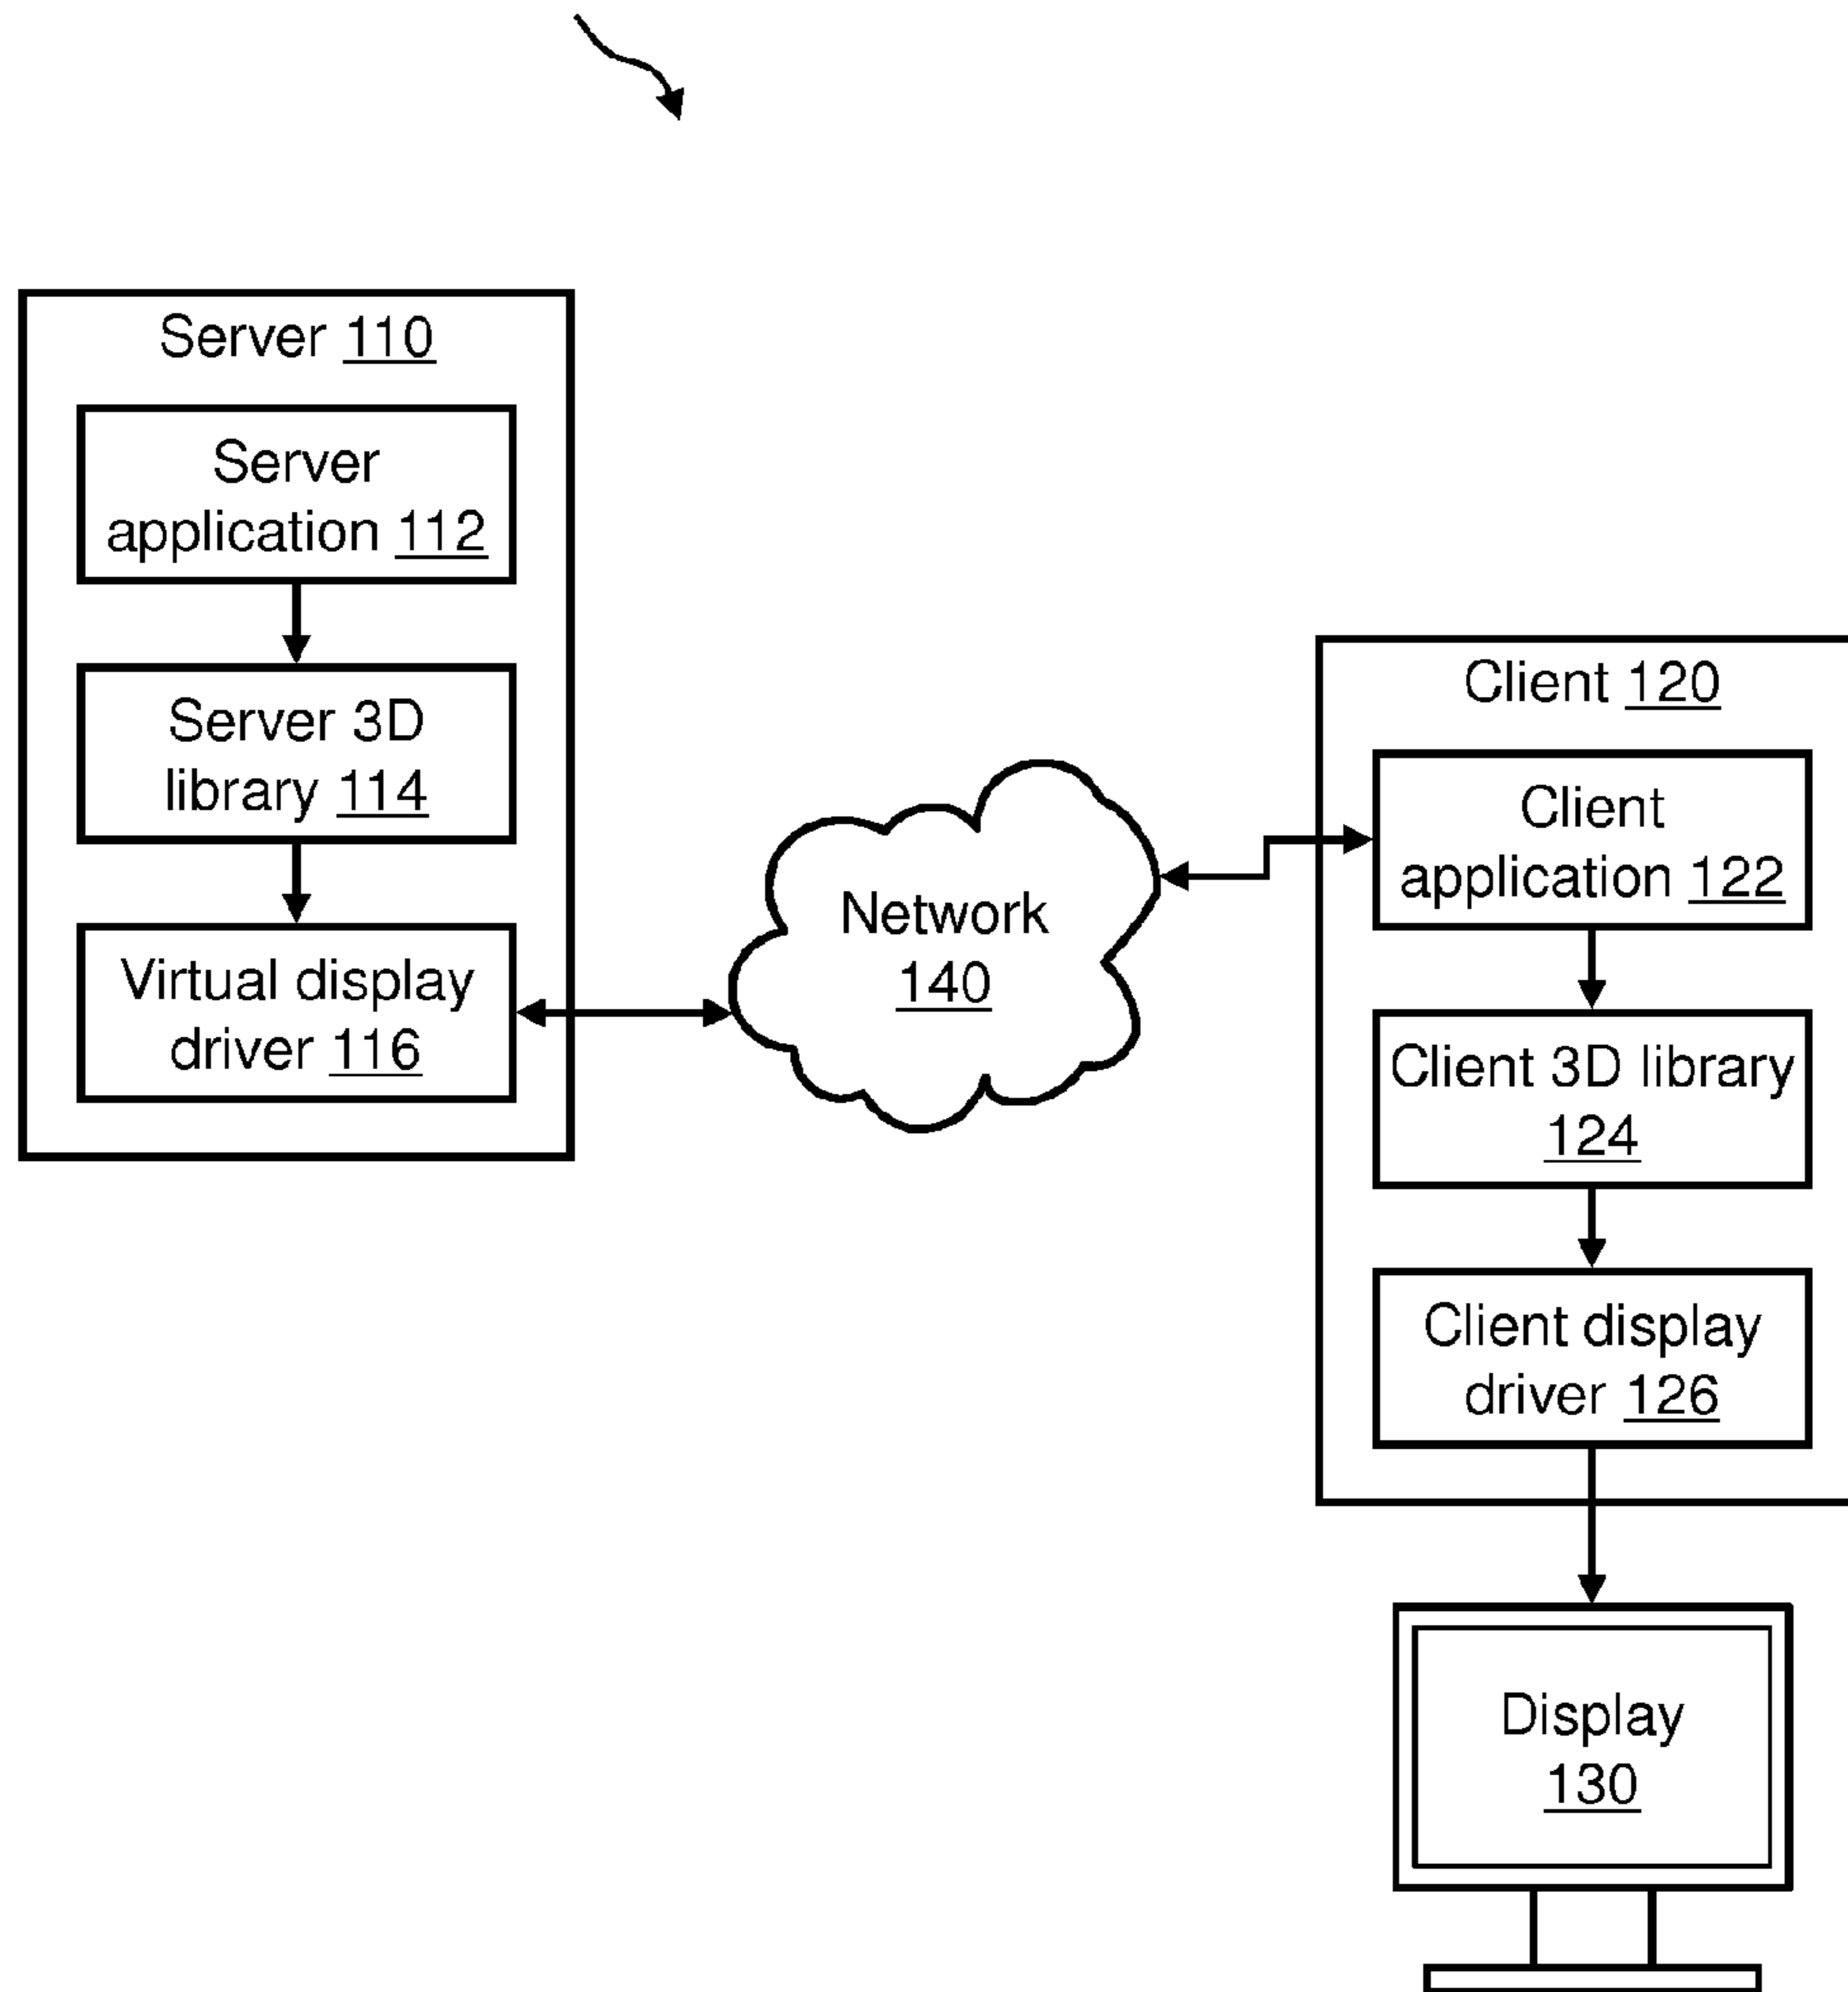 Server 110
Server
application 112
Server 3D
library 114
Virtual display
driver 116
Network
140
Client 120
Client
application 122
Client 3D library
124
Client display
driver 126
Display
130